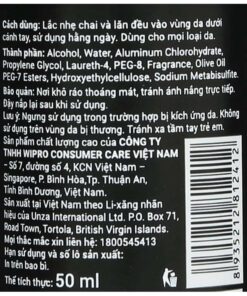 Cách dùng: Lắc nhẹ chai và lăn đều vào vùng da dưới
cánh tay, sử dụng hằng ngày. Dùng cho mọi loại da.
Thành phần: Alcohol, Water, Aluminum Chlorohydrate,
Propylene Glycol, Laureth-4, PEG-8, Fragrance, Olive Oil
PEG-7 Esters, Hydroxyethylcellulose, Sodium Metabisulfite.
Bảo quản: Nơi khô ráo thoáng mát, tránh ánh nắng trực tiếp.
Đậy nắp lại sau khi sử dụng.
Lưu ý: Ngưng sử dụng trong trường hợp bị kích ứng da. Không
sử dụng trên vùng da bị thương. Tránh xa tầm tay trẻ em.
Sản phẩm chất lượng cao của CÔNG TY
TNHH WIPRO CONSUMER CARE VIỆT NAM
- Số 7, đường số 4, KCN Việt Nam –
Singapore, P. Bình Hòa, Tp. Thuận An,
Tỉnh Bình Dương, Việt Nam.
Sản xuất tại Việt Nam theo Li-xăng nhãn
hiệu của Unza International Ltd. P.O. Box 71,
Road Town, Tortola, British Virgin Islands.
Mọi thắc mắc xin liên hệ: 1800545413
Hạn sử dụng và số lô sản xuất:
In trên bao bì.
Thể tích thực: 50 ml
8 935212 812412